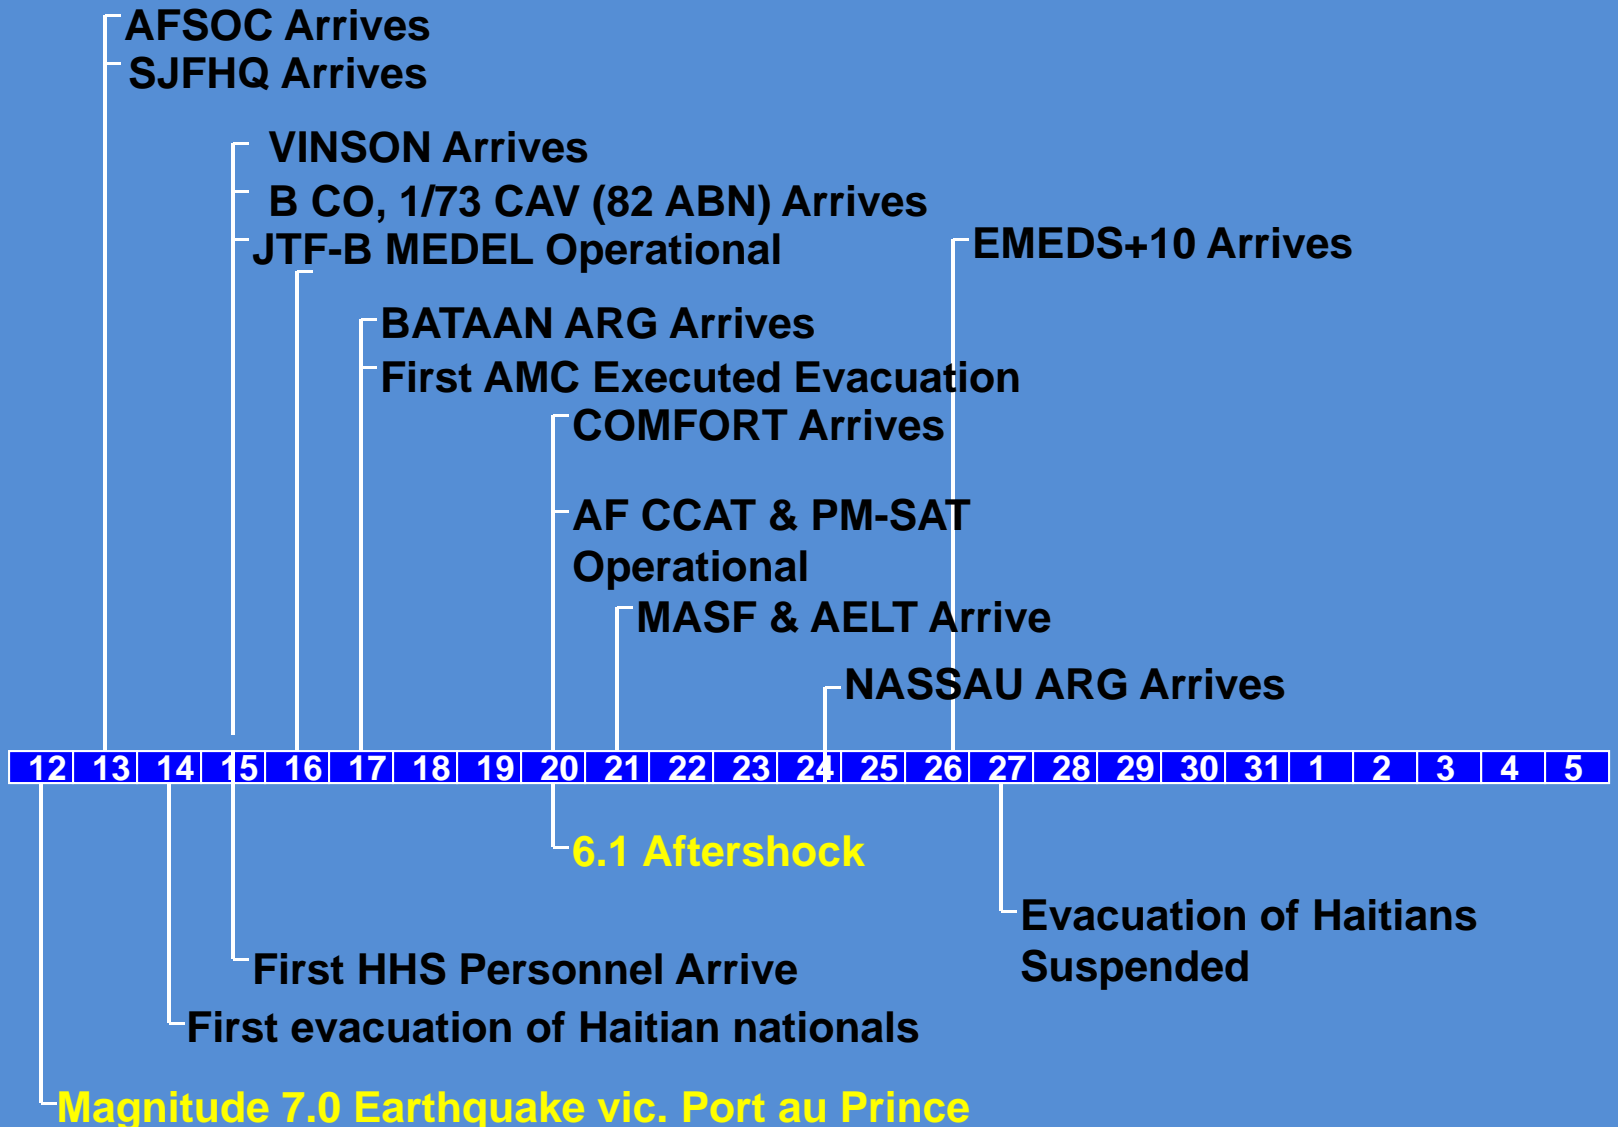 AFSOC Arrives
SJFHQ Arrives
VINSON Arrives
B CO, 1/73 CAV (82 ABN) Arrives
JTF-B MEDEL Operational
EMEDS+10 Arrives
BATAAN ARG Arrives
First AMC Executed Evacuation
COMFORT Arrives
AF CCAT & PM-SAT
Operational
MASF & AELT Arrive
NASSAU ARG Arrives
12 13 14 15 16 17 18 19 20 21 22 23 24 25 26 27 28 29 30 31 1 2 3 4 5
6.1 Aftershock
Evacuation of Haitians
Suspended
First HHS Personnel Arrive
First evacuation of Haitian nationals
Magnitude 7.0 Earthquake vic. Port au Prince